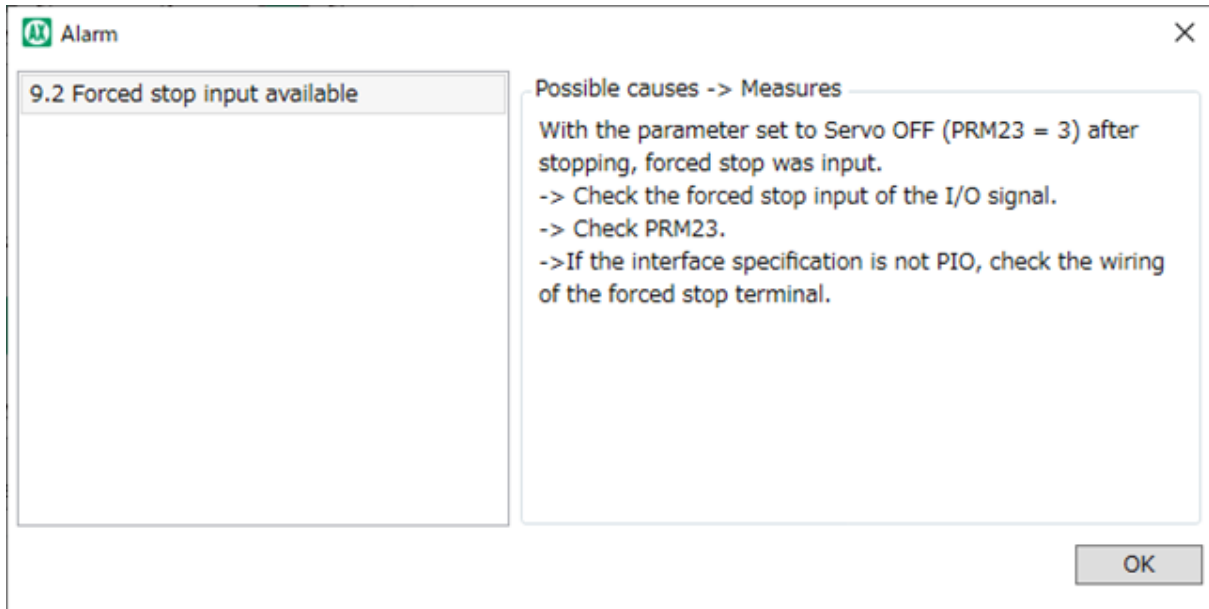 AX Alarm
9.2 Forced stop input available
Possible causes -> Measures
With the parameter set to Servo OFF (PRM23 = 3) after
stopping, forced stop was input.
-> Check the forced stop input of the I/O signal.
-> Check PRM23.
->If the interface specification is not PIO, check the wiring
of the forced stop terminal.
OK